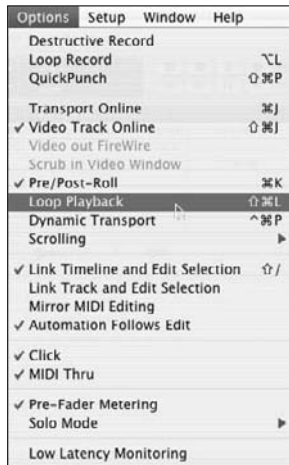 Options Setup Window Help
Destructive Record
Loop Record ⌥L
QuickPunch ⇧⌘P
Transport Online ⌘J
✓ Video Track Online ⇧⌘J
Video out FireWire
Scrub in Video Window
✓ Pre/Post-Roll ⌘K
Loop Playback ⇧⌘L
Dynamic Transport ^⌘P
Scrolling ▶
✓ Link Timeline and Edit Selection ⇧/
Link Track and Edit Selection
Mirror MIDI Editing
✓ Automation Follows Edit
✓ Click
✓ MIDI Thru
✓ Pre-Fader Metering
Solo Mode ▶
Low Latency Monitoring